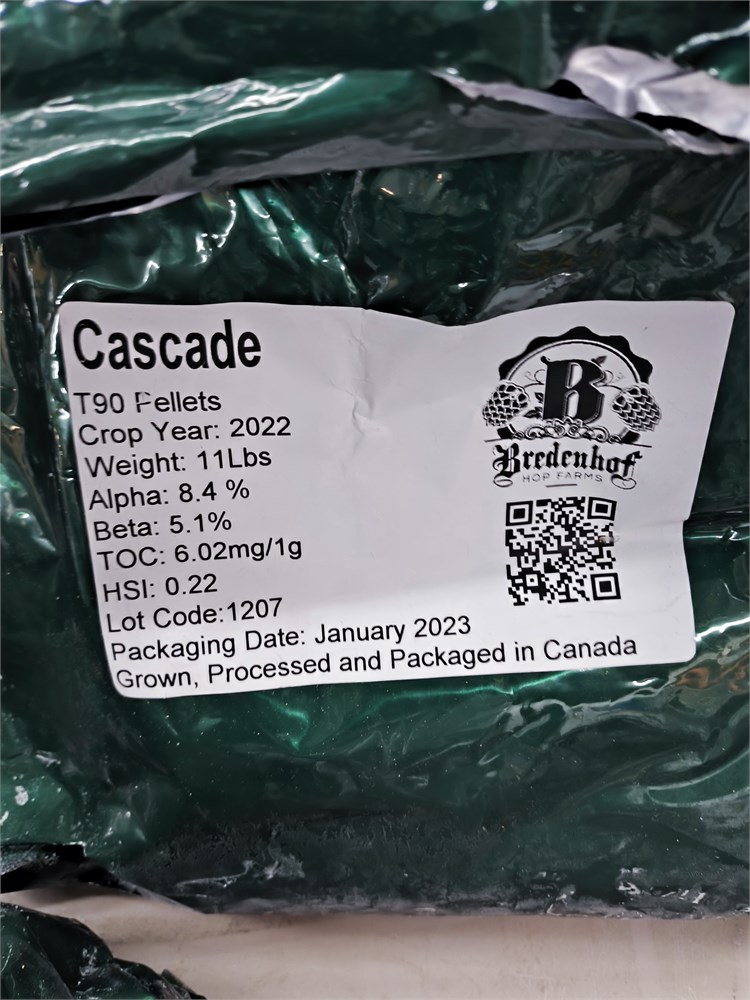 Cascade
T90 Pellets
Crop Year: 2022
Weight: 11Lbs
Alpha: 8.4 %
Beta: 5.1%
TOC: 6.02mg/1g
HSI: 0.22
Lot Code:1207
Packaging Date: January 2023
Grown, Processed and Packaged in Canada
B
Bredenhof
HOP FARMS